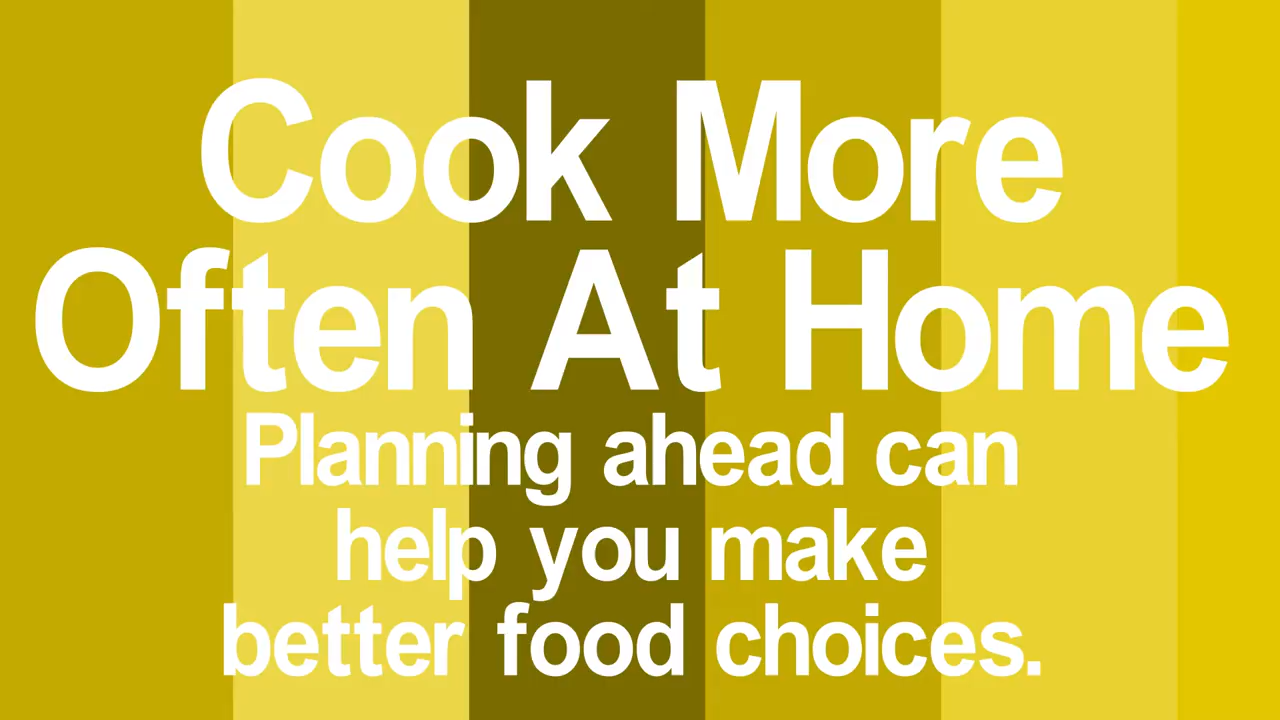 Cook More
Often At Home
Planning ahead can
help you make
better food choices.